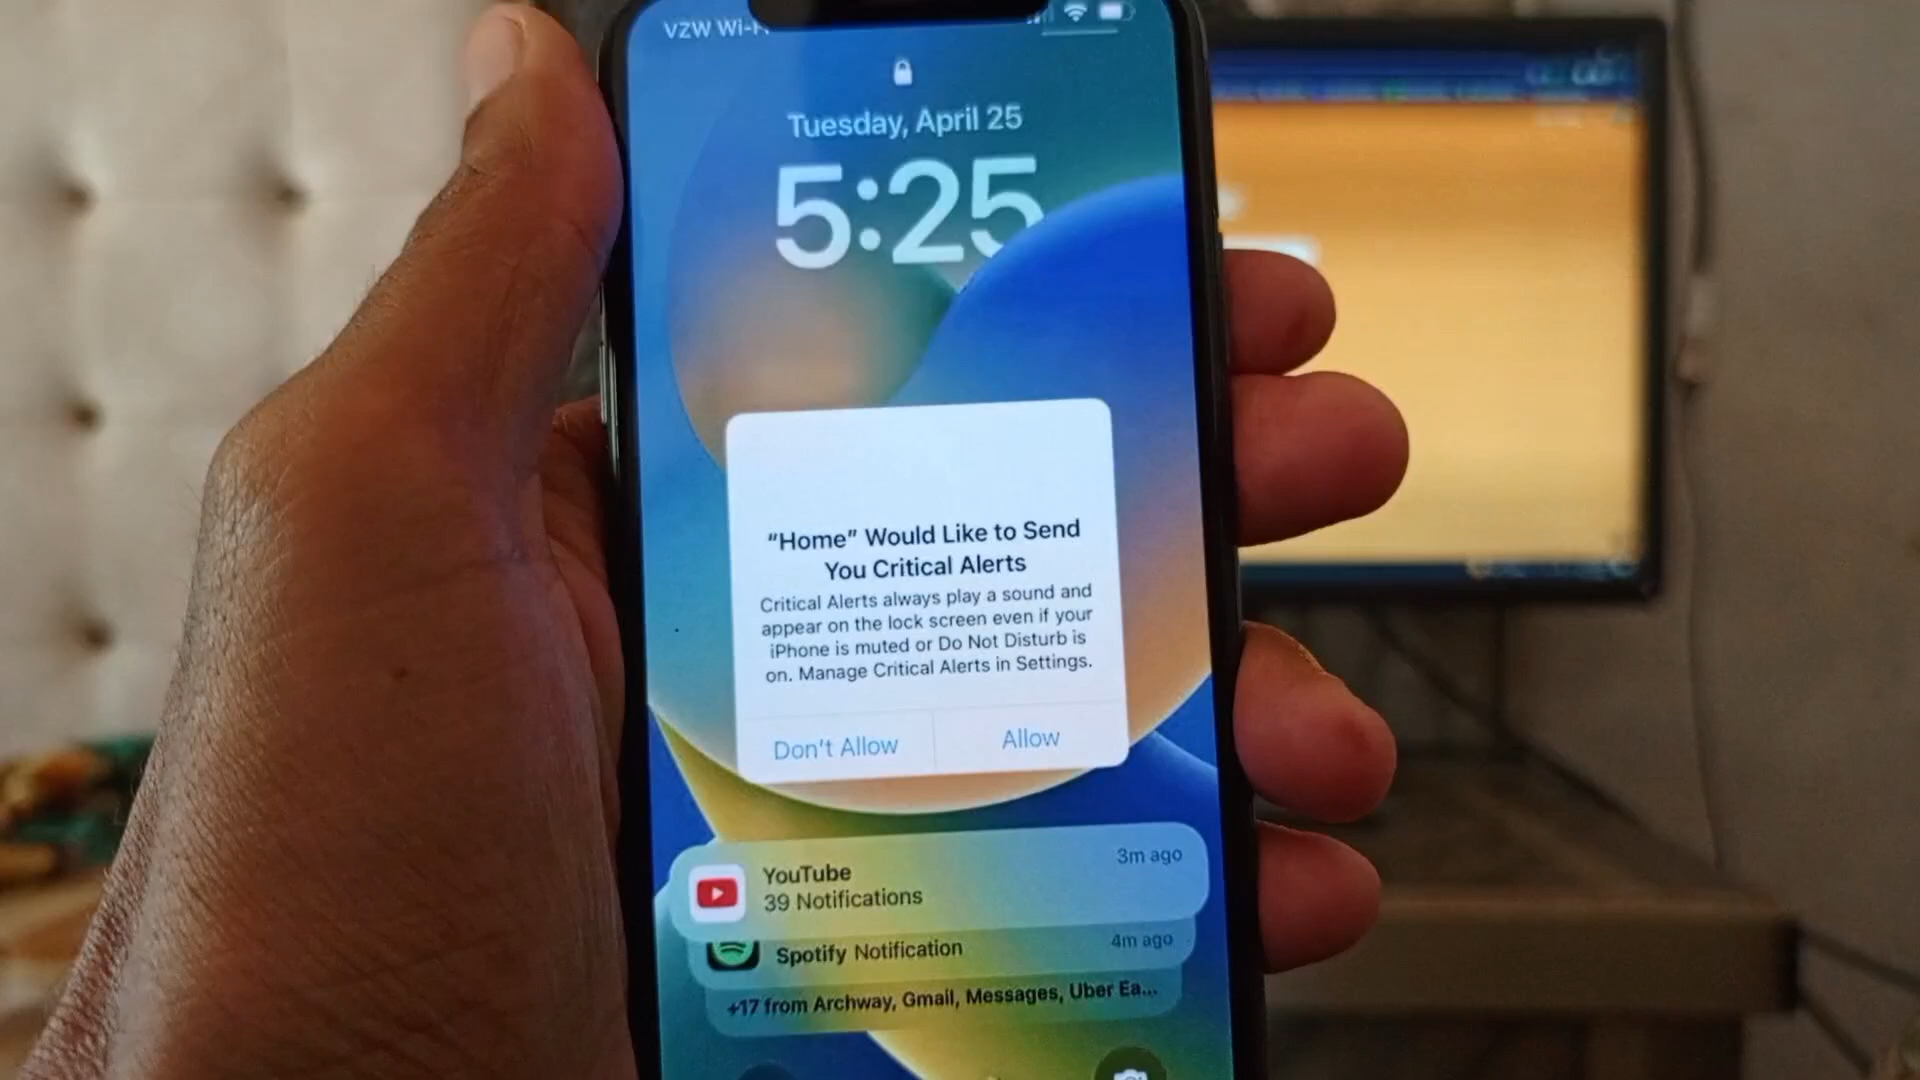 VZW Wi-Fi
Tuesday, April 25
5:25
“Home” Would Like to Send
You Critical Alerts
Critical Alerts always play a sound and
appear on the lock screen even if your
iPhone is muted or Do Not Disturb is
on. Manage Critical Alerts in Settings.
Don’t Allow
Allow
YouTube
3m ago
39 Notifications
Spotify Notification
4m ago
+17 from Archway, Gmail, Messages, Uber Ea...